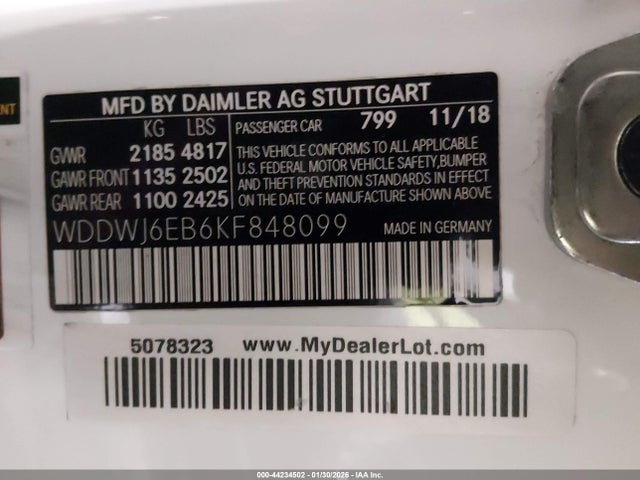 ENT
MFD BY DAIMLER AG STUTTGART
KG LBS
PASSENGER CAR 799 11/18
GVWR 2185 4817
GAWR FRONT 1135 2502
GAWR REAR 1100 2425
THIS VEHICLE CONFORMS TO ALL APPLICABLE
U.S. FEDERAL MOTOR VEHICLE SAFETY,BUMPER
AND THEFT PREVENTION STANDARDS IN EFFECT
ON THE DATE OF MANUFACTURE SHOWN ABOVE.
WDDWJ6EB6KF848099
MADE IN GERMANY
5078323 www.MyDealerLot.com
000-44234502 - 01/30/2026 - IAA Inc.